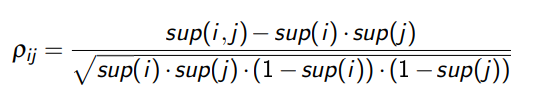 ρij = (sup(i,j) − sup(i) · sup(j)) / √(sup(i) · sup(j) · (1 − sup(i)) · (1 − sup(j)))